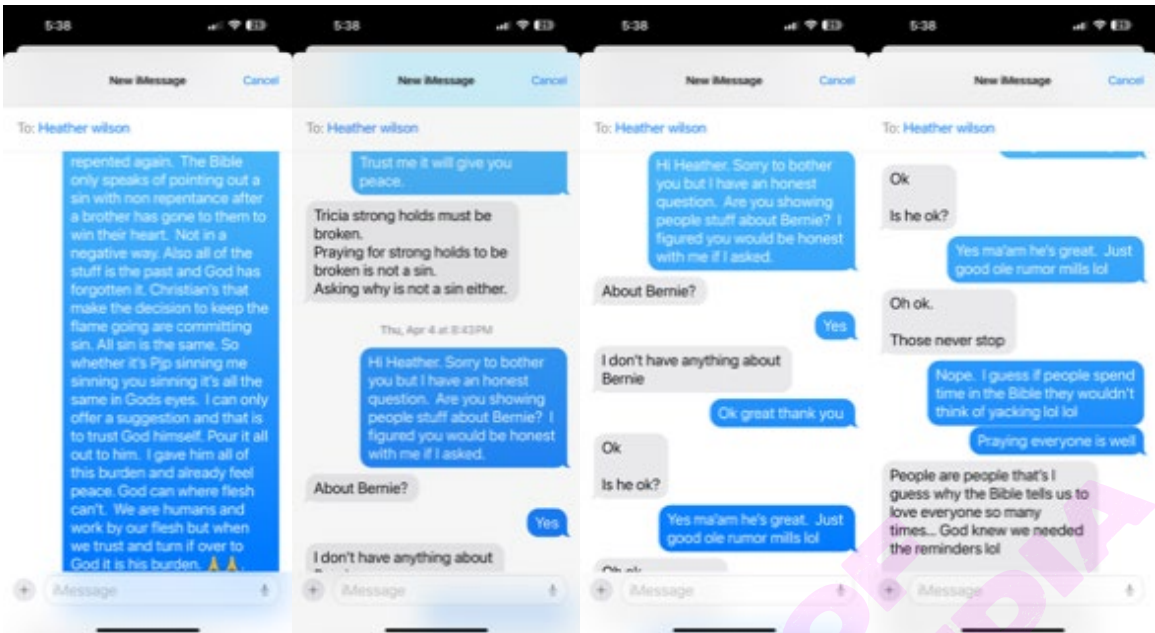 5:38
New iMessage
Cancel
To: Heather wilson
repented again. The Bible
only speaks of pointing out a
sin with non repentance after
a brother has gone to them to
win their heart. Not in a
negative way. Also all of the
stuff is the past and God has
forgotten it. Christian's that
make the decision to keep the
flame going are committing
sin. All sin is the same. So
whether it's Pjp sinning me
sinning you sinning it's all the
same in Gods eyes. I can only
offer a suggestion and that is
to trust God himself. Pour it all
out to him. I gave him all of
this burden and already feel
peace. God can where flesh
can't. We are humans and
work by our flesh but when
we trust and turn if over to
God it is his burden. 🙏🙏.
iMessage
5:38
New iMessage
Cancel
To: Heather wilson
Trust me it will give you
peace.
Tricia strong holds must be
broken.
Praying for strong holds to be
broken is not a sin.
Asking why is not a sin either.
Thu, Apr 4 at 8:43PM
Hi Heather. Sorry to bother
you but I have an honest
question. Are you showing
people stuff about Bernie? I
figured you would be honest
with me if I asked.
About Bernie?
Yes
I don't have anything about
iMessage
5:38
New iMessage
Cancel
To: Heather wilson
Hi Heather. Sorry to bother
you but I have an honest
question. Are you showing
people stuff about Bernie? I
figured you would be honest
with me if I asked.
About Bernie?
Yes
I don't have anything about
Bernie
Ok great thank you
Ok
Is he ok?
Yes ma'am he's great. Just
good ole rumor mills lol
Oh ok
iMessage
5:38
New iMessage
Cancel
To: Heather wilson
Ok
Is he ok?
Yes ma'am he's great. Just
good ole rumor mills lol
Oh ok.
Those never stop
Nope. I guess if people spend
time in the Bible they wouldn't
think of yacking lol lol
Praying everyone is well
People are people that's I
guess why the Bible tells us to
love everyone so many
times... God knew we needed
the reminders lol
iMessage